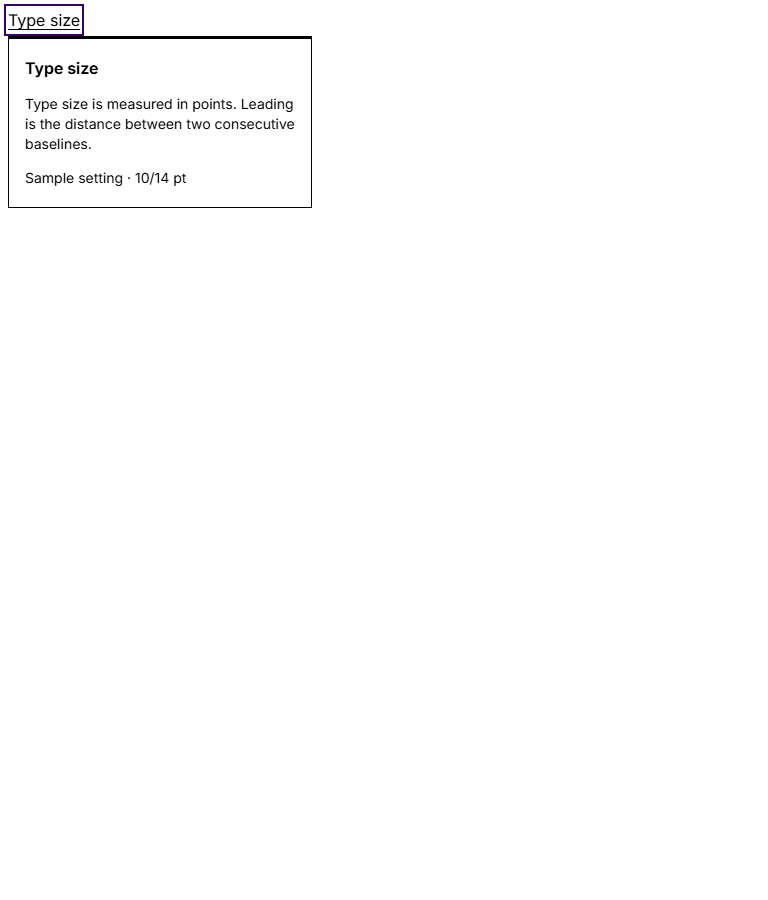 Type size
Type size
Type size is measured in points. Leading
is the distance between two consecutive
baselines.
Sample setting · 10/14 pt